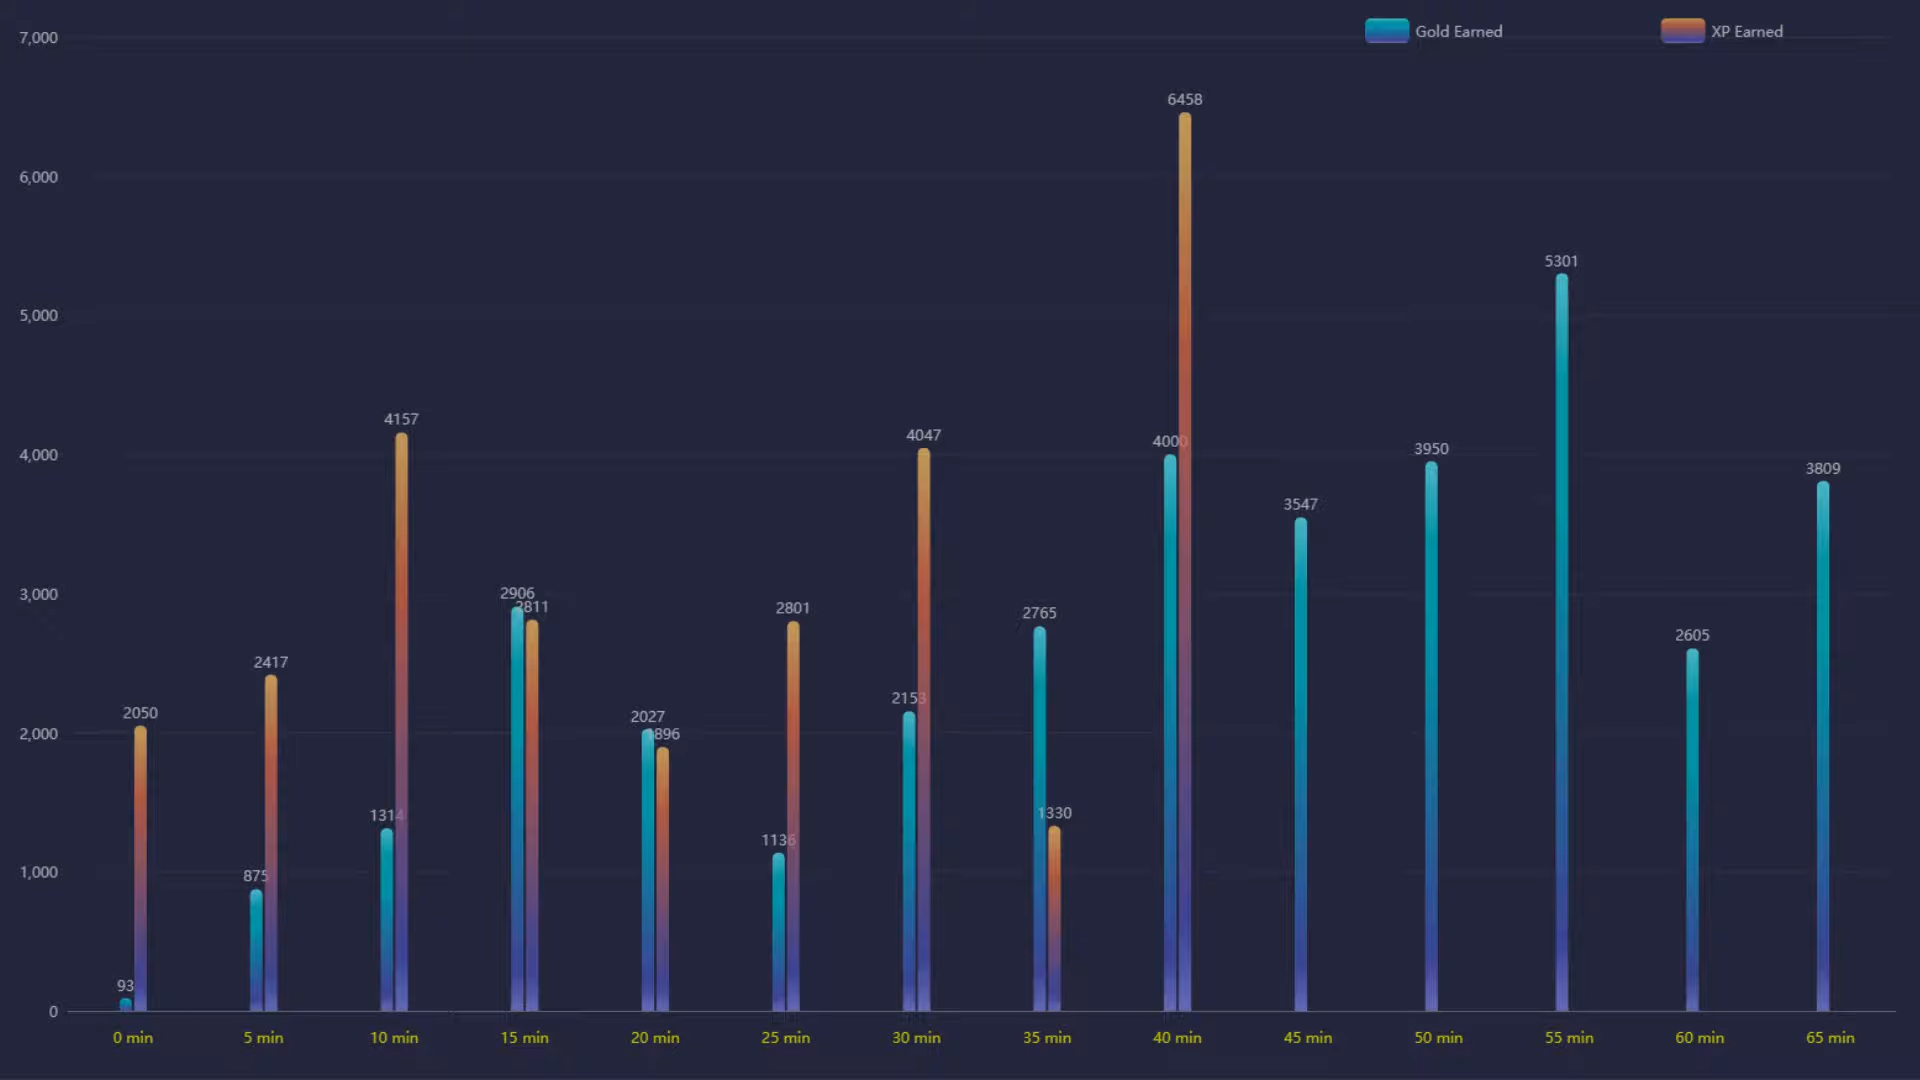 Gold Earned
XP Earned
7,000
6,000
5,000
4,000
3,000
2,000
1,000
0
93
2050
875
2417
1314
4157
2906
2811
2027
1896
1136
2801
2153
4047
2765
1330
4000
6458
3547
3950
5301
2605
3809
0 min
5 min
10 min
15 min
20 min
25 min
30 min
35 min
40 min
45 min
50 min
55 min
60 min
65 min